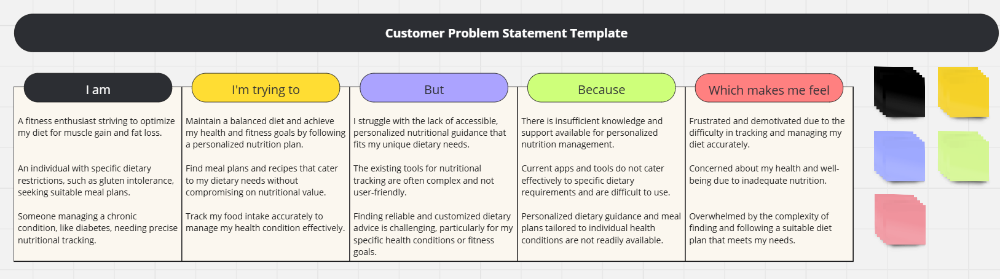 Customer Problem Statement Template
I am
I'm trying to
But
Because
Which makes me feel
A fitness enthusiast striving to optimize
my diet for muscle gain and fat loss.
An individual with specific dietary
restrictions, such as gluten intolerance,
seeking suitable meal plans.
Someone managing a chronic
condition, like diabetes, needing precise
nutritional tracking.
Maintain a balanced diet and achieve
my health and fitness goals by following
a personalized nutrition plan.
Find meal plans and recipes that cater
to my dietary needs without
compromising on nutritional value.
Track my food intake accurately to
manage my health condition effectively.
I struggle with the lack of accessible,
personalized nutritional guidance that
fits my unique dietary needs.
The existing tools for nutritional
tracking are often complex and not
user-friendly.
Finding reliable and customized dietary
advice is challenging, particularly for my
specific health conditions or fitness
goals.
There is insufficient knowledge and
support available for personalized
nutrition management.
Current apps and tools do not cater
effectively to specific dietary
requirements and are difficult to use.
Personalized dietary guidance and meal
plans tailored to individual health
conditions are not readily available.
Frustrated and demotivated due to the
difficulty in tracking and managing my
diet accurately.
Concerned about my health and well-
being due to inadequate nutrition.
Overwhelmed by the complexity of
finding and following a suitable diet
plan that meets my needs.